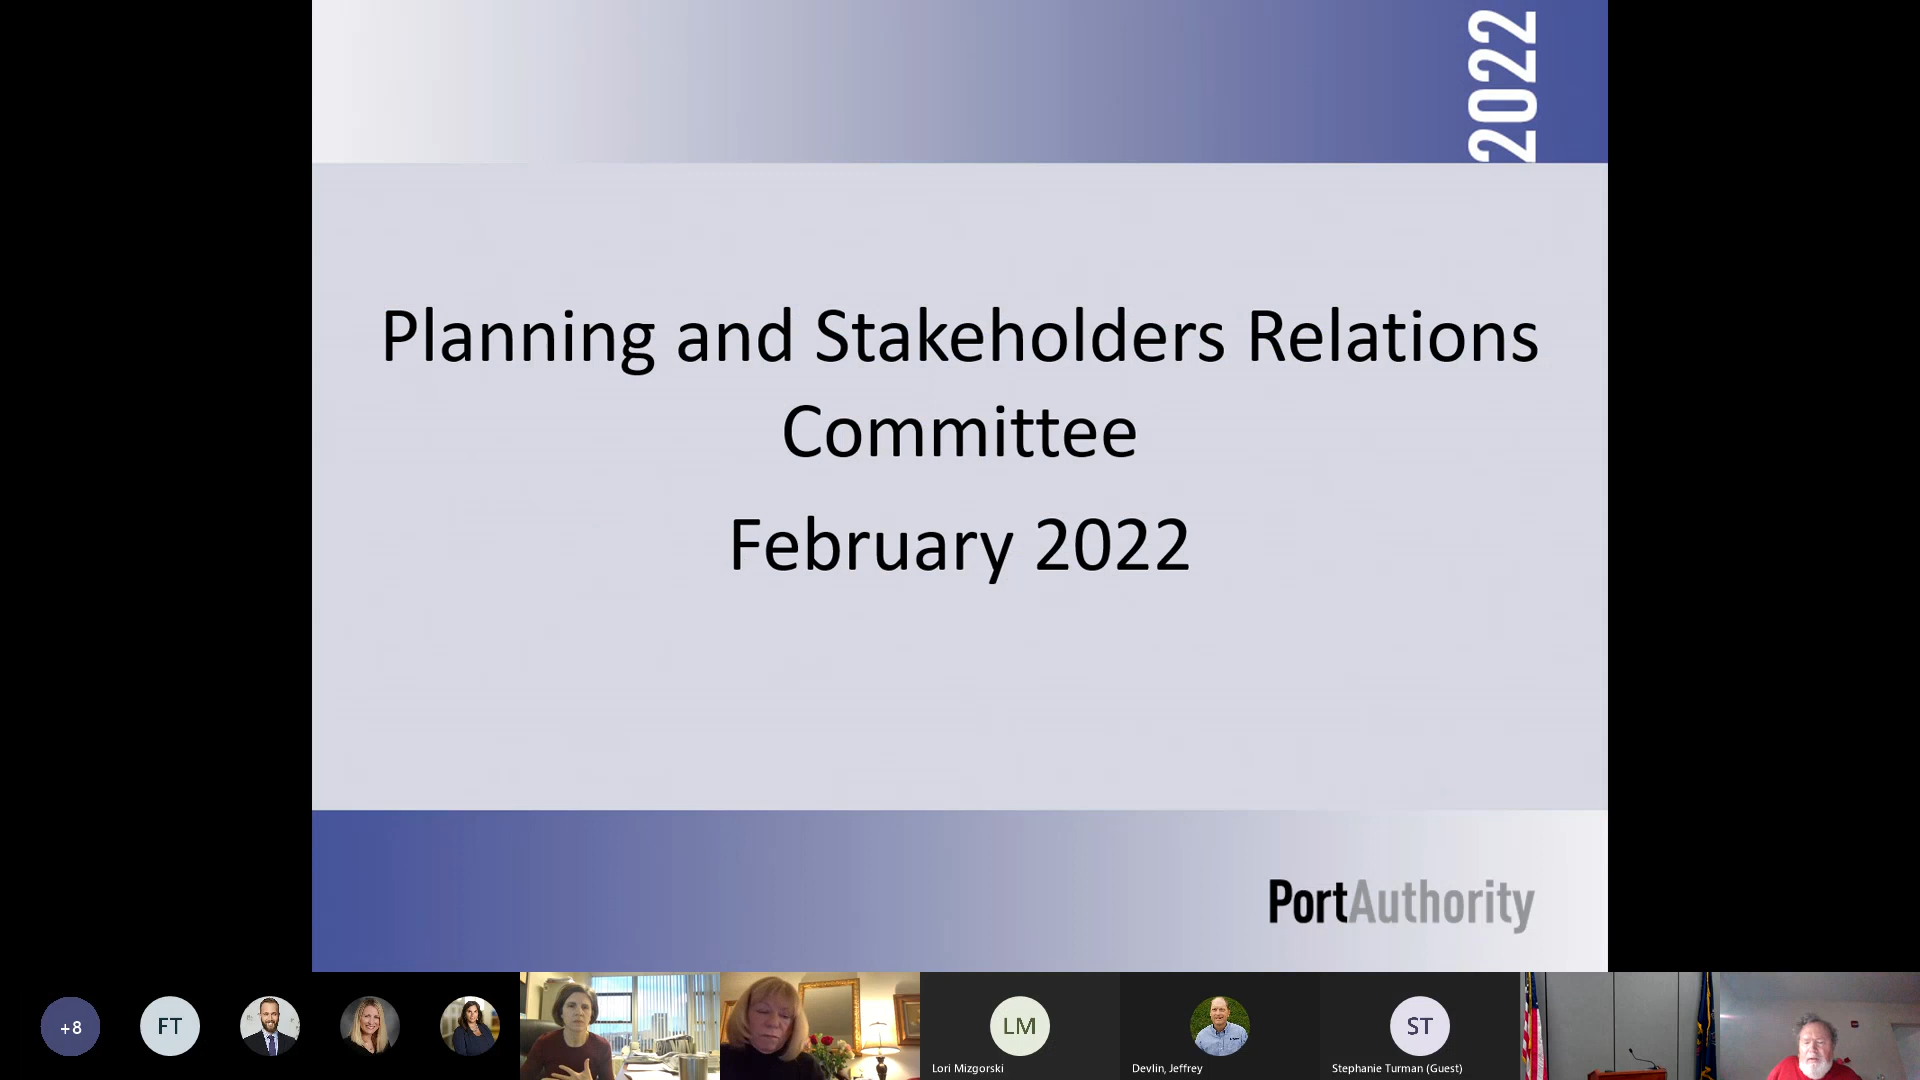 2022
Planning and Stakeholders Relations
Committee
February 2022
PortAuthority
+8
FT
LM
Lori Mizgorski
Devlin, Jeffrey
ST
Stephanie Turman (Guest)